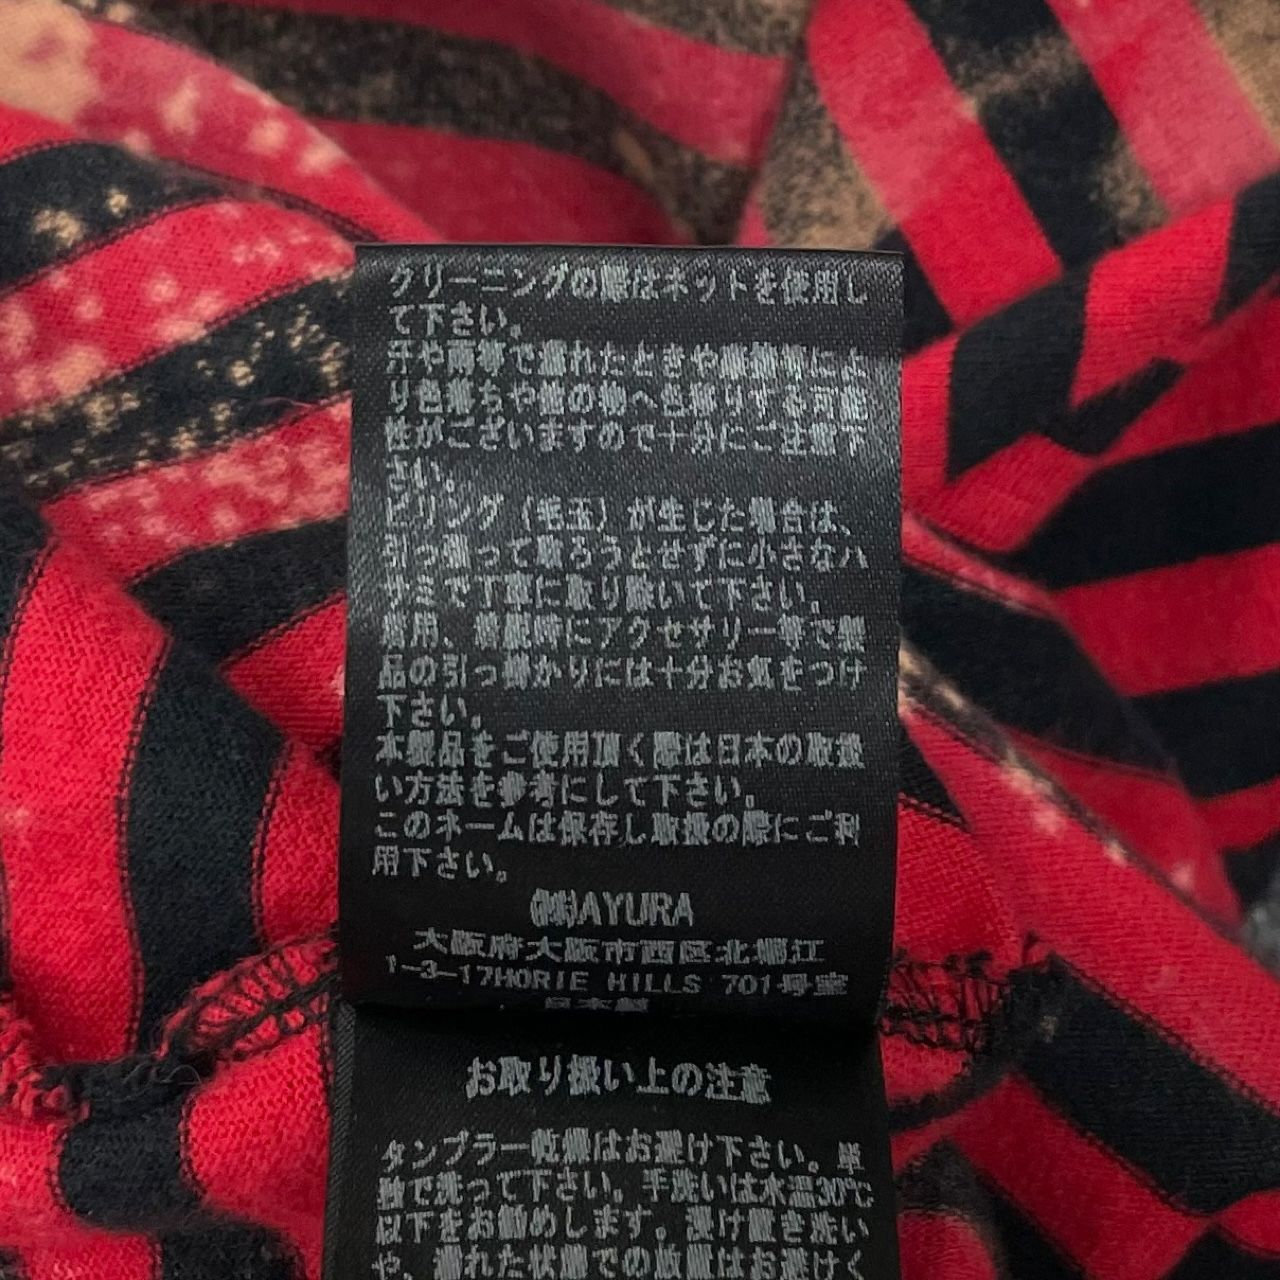 クリーニングの際はネットを使用し
て下さい。
汗や雨等で濡れたときや摩擦等によ
り色落ちや他の物へ色移りする可能
性がございますので十分にご注意下
さい。
ピリング（毛玉）が生じた場合は、
引っ張って取ろうとせずに小さなハ
サミで丁寧に取り除いて下さい。
着用、着脱時にアクセサリー等で製
品の引っ掛かりには十分お気をつけ
下さい。
本製品をご使用頂く際は日本の取扱
い方法を参考にして下さい。
このネームは保存し取扱の際にご利
用下さい。
㈱AYURA
大阪府大阪市西区北堀江
1-3-17HORIE HILLS 701号室
日本製
お取り扱い上の注意
タンブラー乾燥はお避け下さい。単
独で洗って下さい。手洗いは水温30℃
以下をお勧めします。浸け置き洗い
や、濡れた状態での放置はお避けく